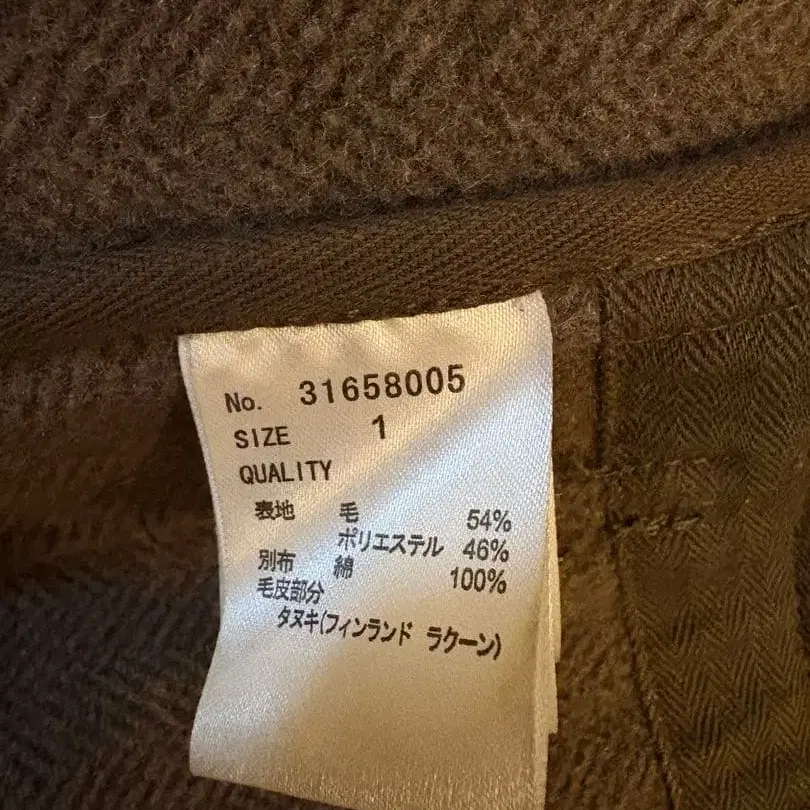 No. 31658005
SIZE 1
QUALITY
表地 毛 54%
ポリエステル 46%
別布 綿 100%
毛皮部分
タヌキ(フィンランド ラクーン)